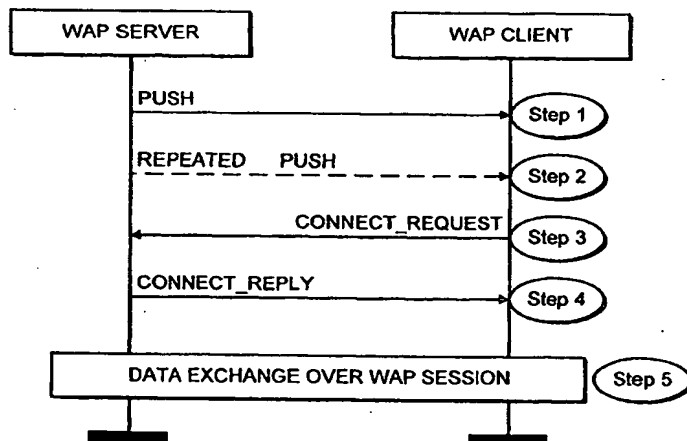 WAP SERVER
WAP CLIENT
PUSH
Step 1
REPEATED PUSH
Step 2
CONNECT_REQUEST
Step 3
CONNECT_REPLY
Step 4
DATA EXCHANGE OVER WAP SESSION
Step 5